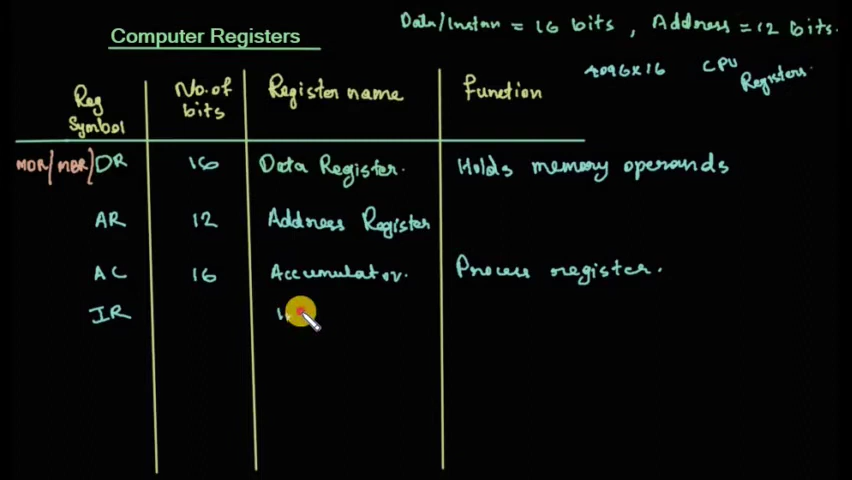 Computer Registers
Data/Instan = 16 bits , Address = 12 bits.
4096x16 CPU Registers
Reg Symbol No. of bits Register name Function
MDR/MBR/DR 16 Data Register. Holds memory operands
AR 12 Address Register
AC 16 Accumulator. Process register.
IR